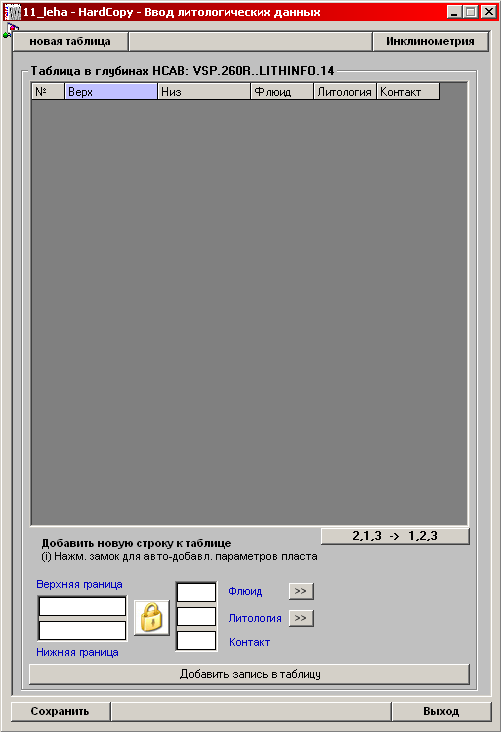 11_leha - HardCopy - Ввод литологических данных
новая таблица
Инклинометрия
Таблица в глубинах НСАВ: VSP.260R..LITHINFO.14
№ Верх Низ Флюид Литология Контакт
2,1,3 -> 1,2,3
Добавить новую строку к таблице
(i) Нажм. замок для авто-добавл. параметров пласта
Верхняя граница
Флюид >>
Литология >>
Контакт
Нижняя граница
Добавить запись в таблицу
Сохранить
Выход